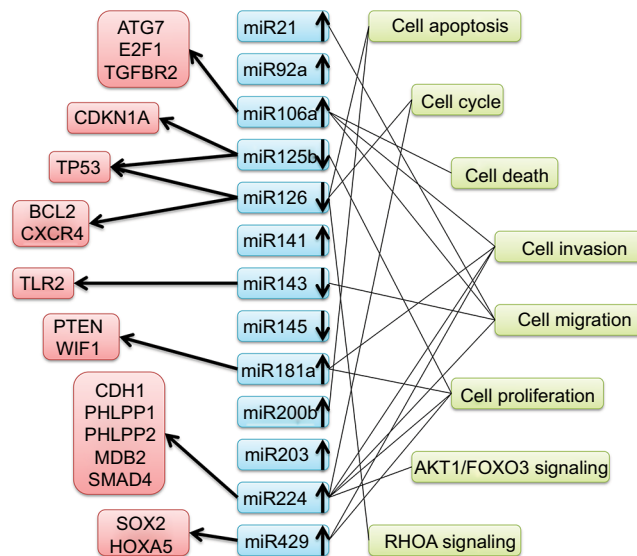 ATG7
E2F1
TGFBR2
CDKN1A
TP53
BCL2
CXCR4
TLR2
PTEN
WIF1
CDH1
PHLPP1
PHLPP2
MDB2
SMAD4
SOX2
HOXA5
miR21
miR92a
miR106a
miR125b
miR126
miR141
miR143
miR145
miR181a
miR200b
miR203
miR224
miR429
Cell apoptosis
Cell cycle
Cell death
Cell invasion
Cell migration
Cell proliferation
AKT1/FOXO3 signaling
RHOA signaling